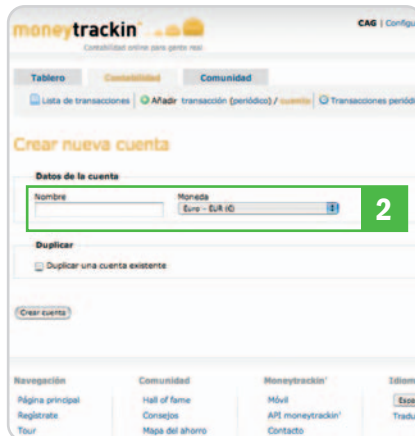 moneytrackin'
Contabilidad online para gente real
CAG | Configu
Tablero Contabilidad Comunidad
Lista de transacciones Añadir transacción (periódico) / cuenta Transacciones periódi
Crear nueva cuenta
Datos de la cuenta
Nombre Moneda
Euro - EUR (€)
2
Duplicar
Duplicar una cuenta existente
Crear cuenta
Navegación Comunidad Moneytrackin' Idiom
Página principal Hall of fame Móvil Espa
Regístrate Consejos API moneytrackin' Tradu
Tour Mapa del ahorro Contacto